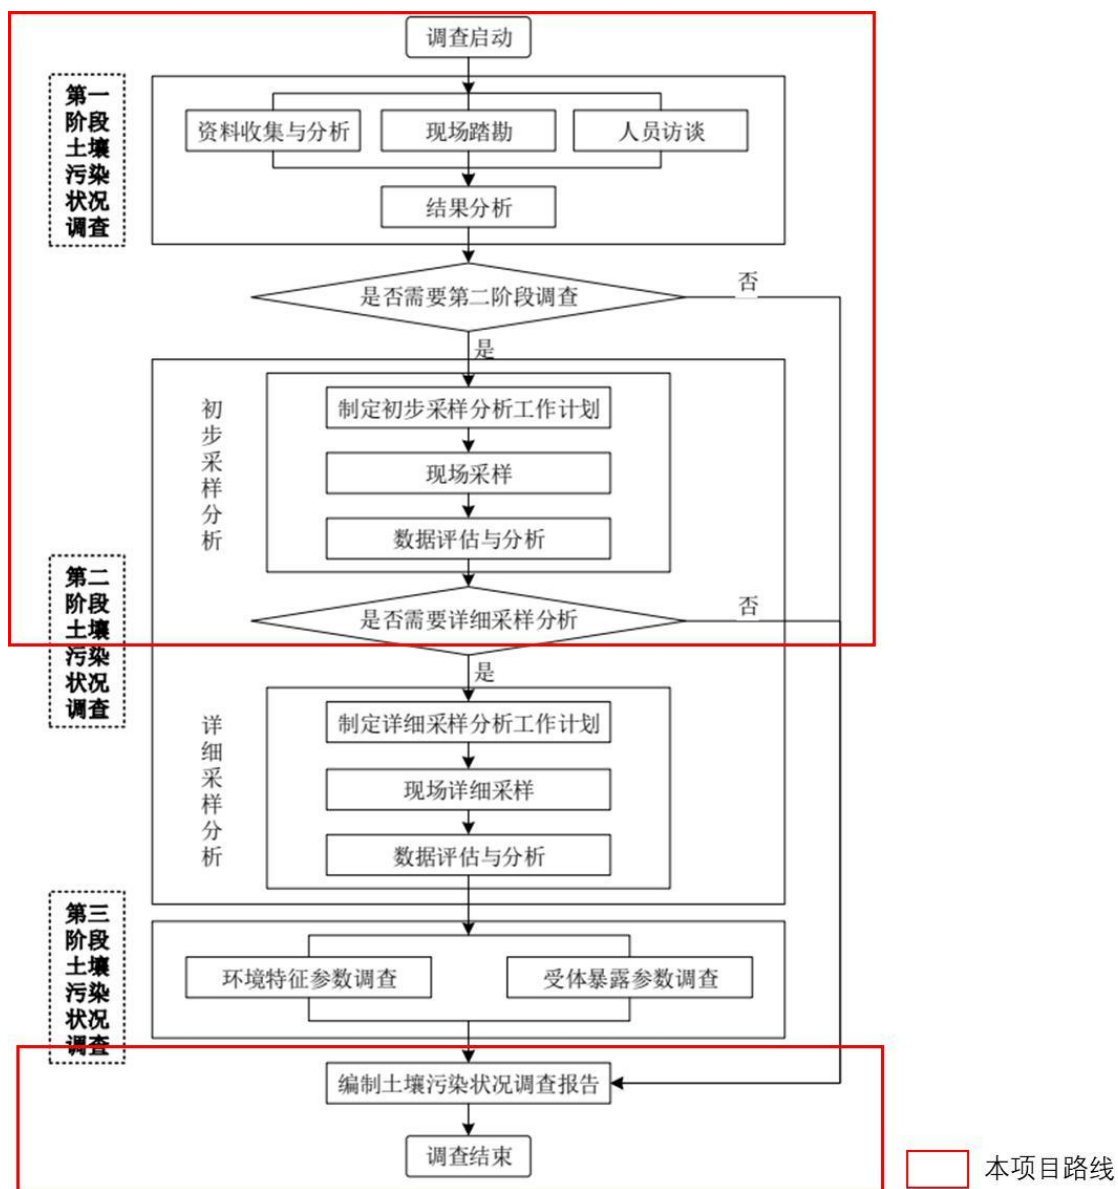 调查启动
第一
阶段
土壤
污染
状况
调查
资料收集与分析
现场踏勘
人员访谈
结果分析
是否需要第二阶段调查
否
是
初
步
采
样
分
析
制定初步采样分析工作计划
现场采样
数据评估与分析
第二
阶段
土壤
污染
状况
调查
是否需要详细采样分析
否
是
详
细
采
样
分
析
制定详细采样分析工作计划
现场详细采样
数据评估与分析
第三
阶段
土壤
污染
状况
调查
环境特征参数调查
受体暴露参数调查
编制土壤污染状况调查报告
调查结束
本项目路线